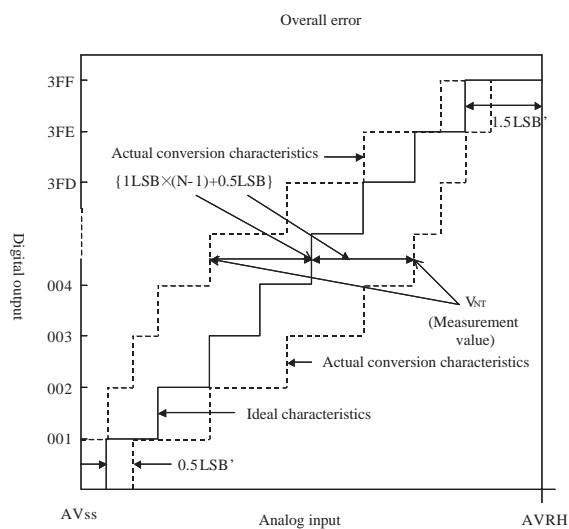 Overall error
3FF
1.5LSB'
3FE
Actual conversion characteristics
{1LSB×(N-1)+0.5LSB}
3FD
Digital output
004
VNT
(Measurement
value)
003
Actual conversion characteristics
002
Ideal characteristics
001
0.5LSB'
AVss
Analog input
AVRH